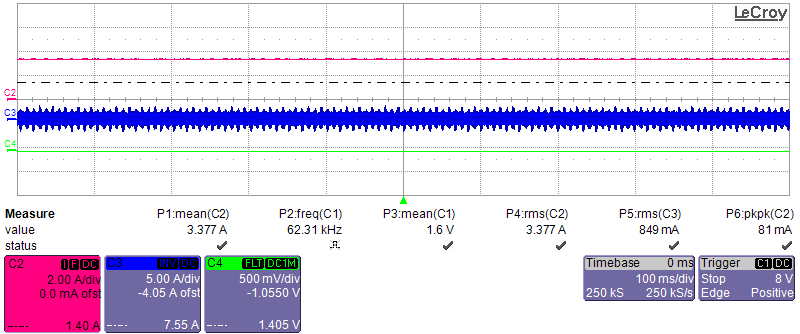 LeCroy
C2
C3
C4
Measure P1:mean(C2) P2:freq(C1) P3:mean(C1) P4:rms(C2) P5:rms(C3) P6:pkpk(C2)
value 3.377 A 62.31 kHz 1.6 V 3.377 A 849 mA 81 mA
status
C2 F DC C3 INV DC C4 FLT DC1M Timebase 0 ms Trigger C1 DC
2.00 A/div 5.00 A/div 500 mV/div 100 ms/div Stop 8 V
0.0 mA ofst -4.05 A ofst -1.0550 V 250 kS 250 kS/s Edge Positive
1.40 A 7.55 A 1.405 V